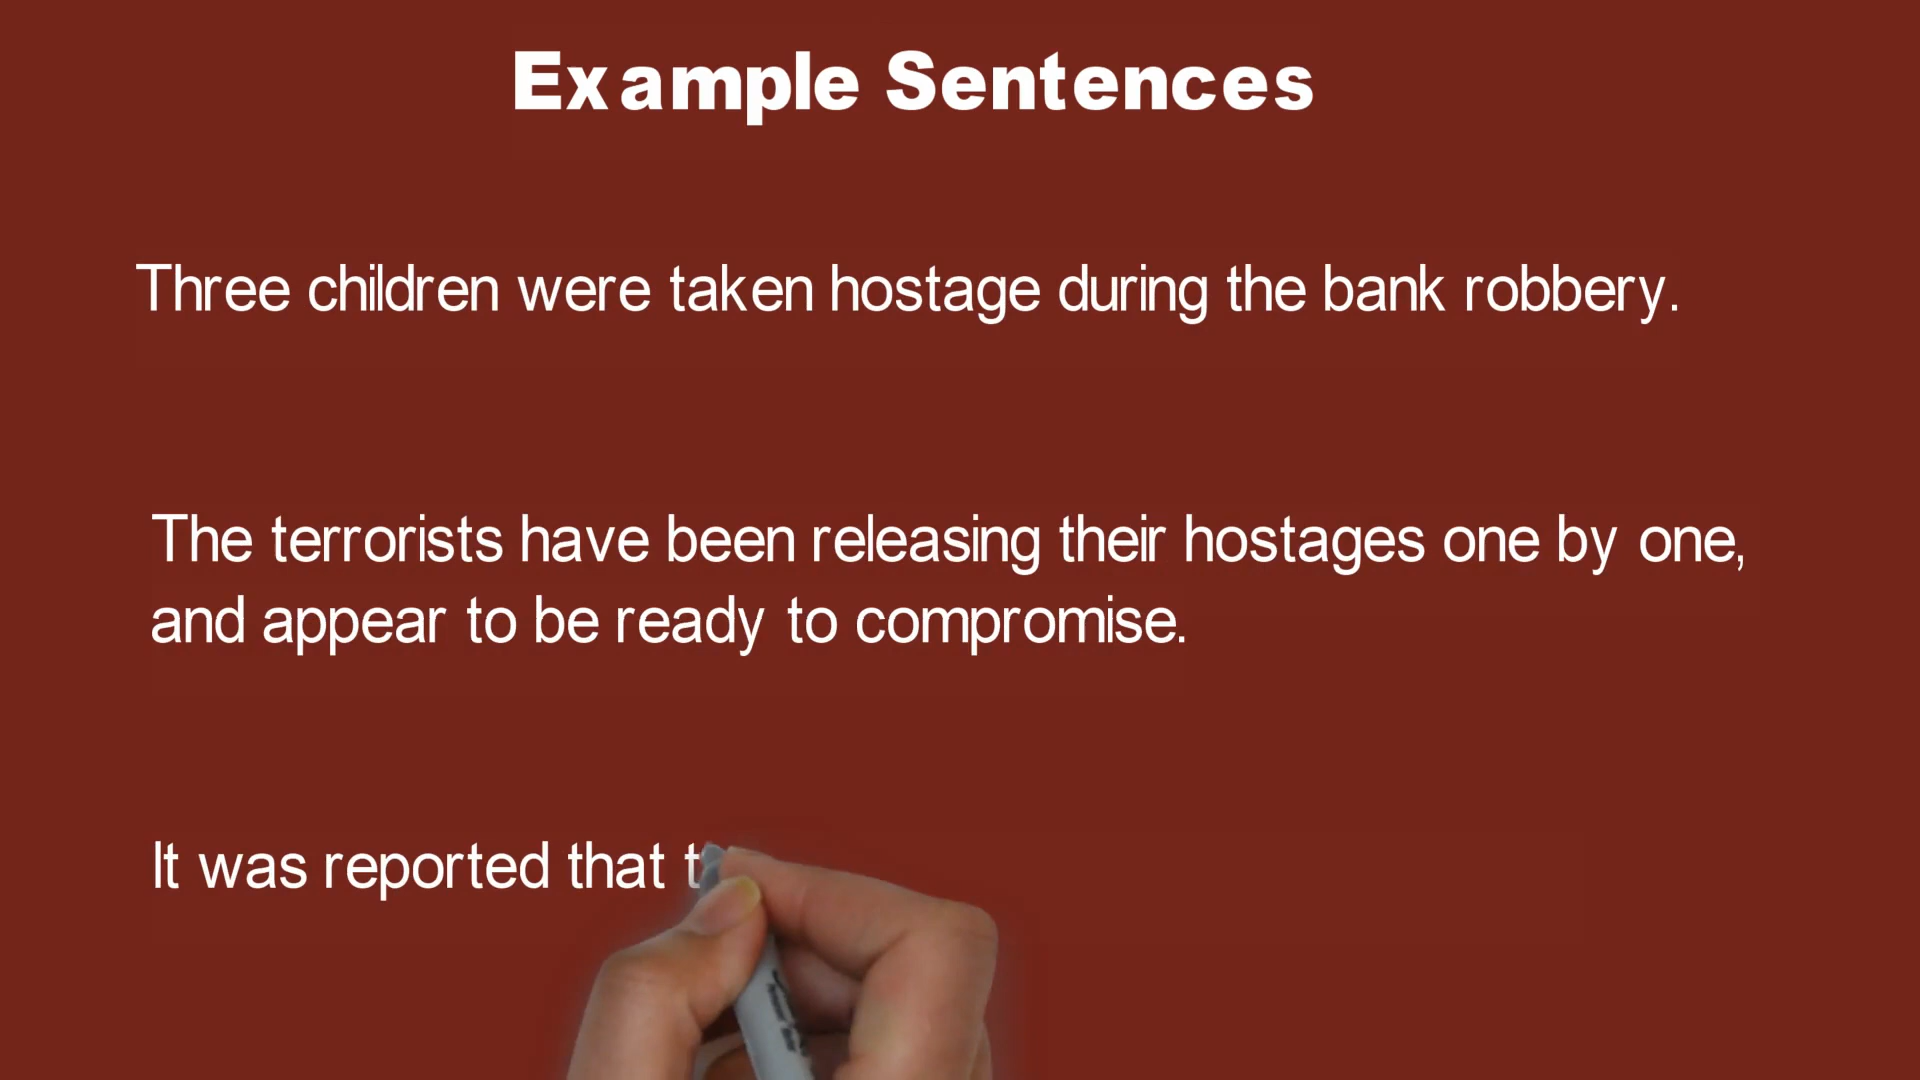 Example Sentences
Three children were taken hostage during the bank robbery.
The terrorists have been releasing their hostages one by one,
and appear to be ready to compromise.
It was reported that t